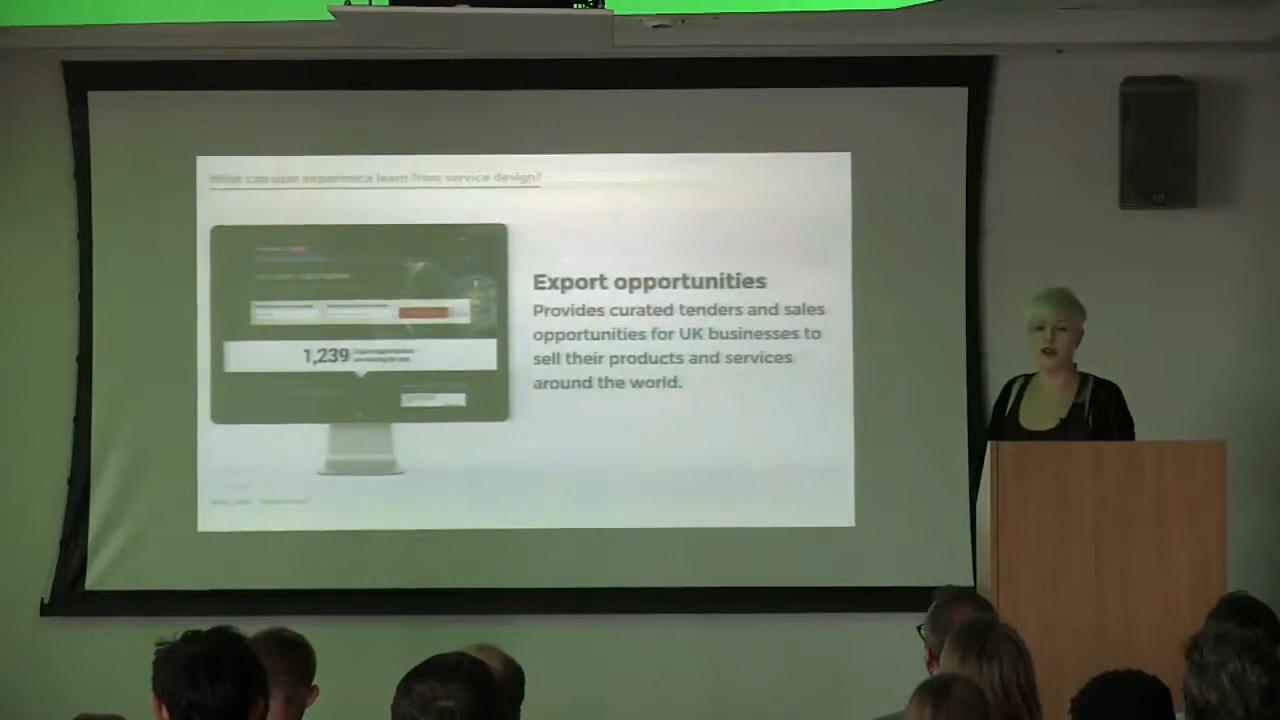 What can user experience learn from service design?
Export opportunities
Provides curated tenders and sales
opportunities for UK businesses to
sell their products and services
around the world.
1,239